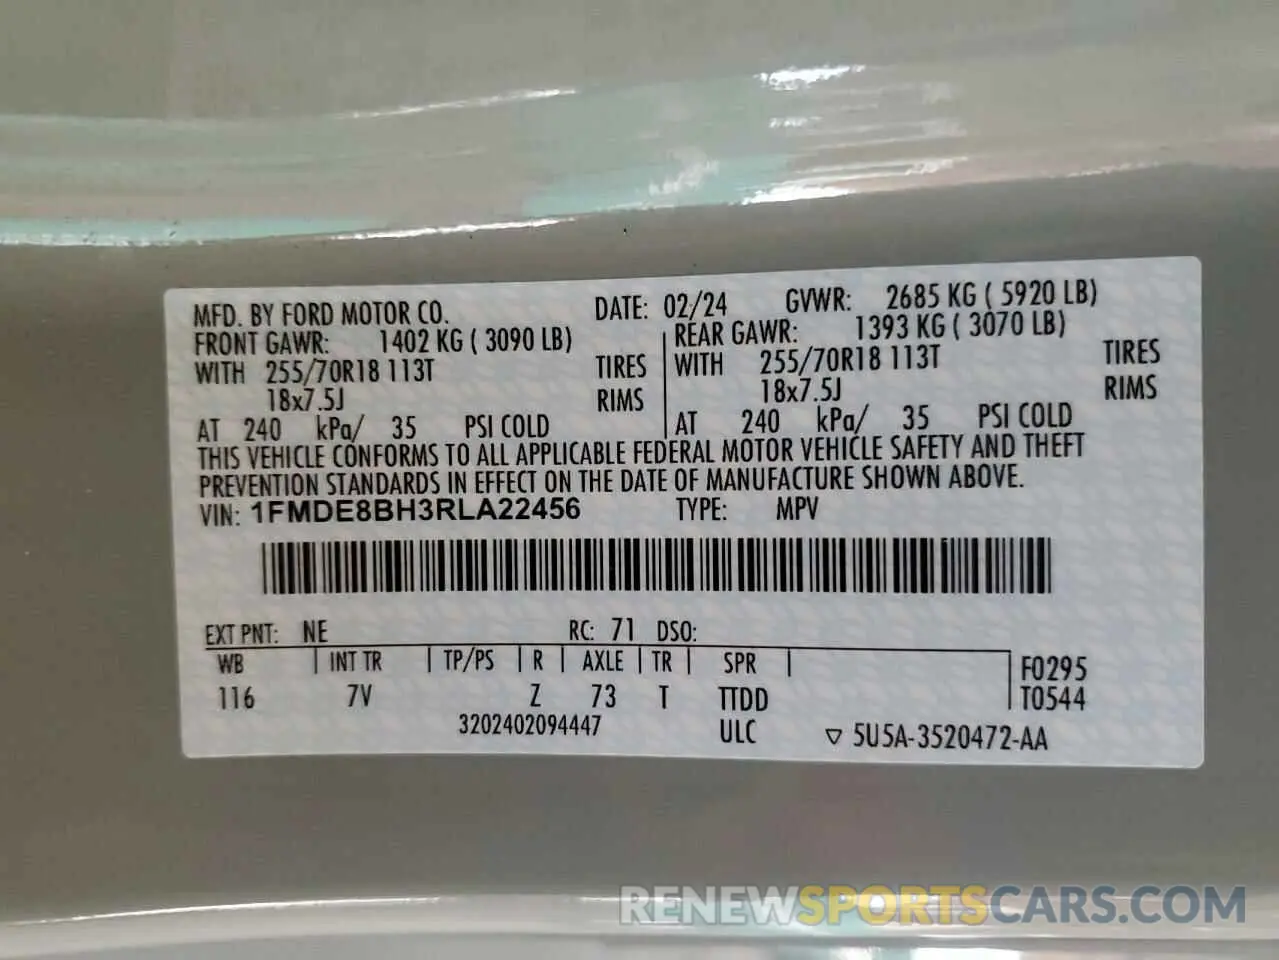 MFD. BY FORD MOTOR CO. DATE: 02/24 GVWR: 2685 KG ( 5920 LB)
FRONT GAWR: 1402 KG ( 3090 LB) REAR GAWR: 1393 KG ( 3070 LB)
WITH 255/70R18 113T TIRES WITH 255/70R18 113T TIRES
18x7.5J RIMS 18x7.5J RIMS
AT 240 kPa/ 35 PSI COLD AT 240 kPa/ 35 PSI COLD
THIS VEHICLE CONFORMS TO ALL APPLICABLE FEDERAL MOTOR VEHICLE SAFETY AND THEFT
PREVENTION STANDARDS IN EFFECT ON THE DATE OF MANUFACTURE SHOWN ABOVE.
VIN: 1FMDE8BH3RLA22456 TYPE: MPV
EXT PNT: NE RC: 71 DSO:
WB INT TR TP/PS R AXLE TR SPR F0295
116 7V Z 73 T TTDD T0544
3202402094447 ULC ▽ 5U5A-3520472-AA
RENEWSPORTSCARS.COM